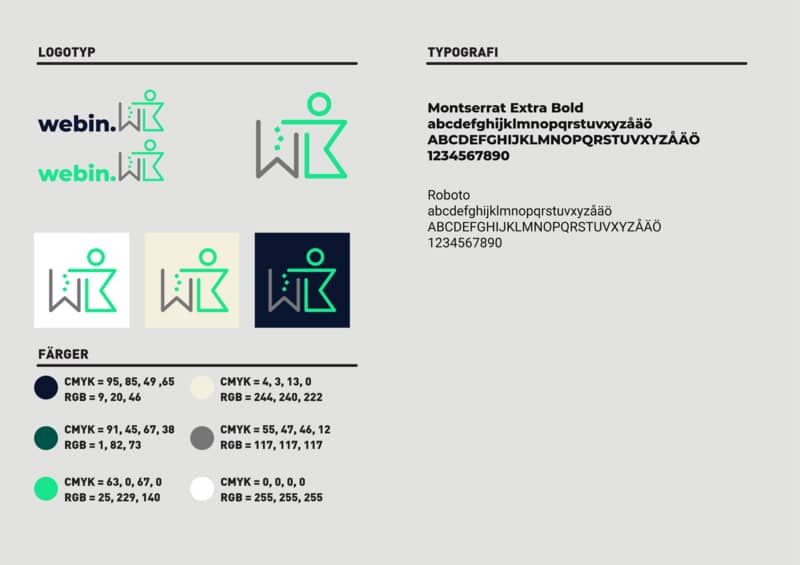 LOGOTYP
webin.
webin.
FÄRGER
CMYK = 95, 85, 49 ,65
RGB = 9, 20, 46
CMYK = 4, 3, 13, 0
RGB = 244, 240, 222
CMYK = 91, 45, 67, 38
RGB = 1, 82, 73
CMYK = 55, 47, 46, 12
RGB = 117, 117, 117
CMYK = 63, 0, 67, 0
RGB = 25, 229, 140
CMYK = 0, 0, 0, 0
RGB = 255, 255, 255
TYPOGRAFI
Montserrat Extra Bold
abcdefghijklmnopqrstuvxyzåäö
ABCDEFGHIJKLMNOPQRSTUVXYZÅÄÖ
1234567890
Roboto
abcdefghijklmnopqrstuvxyzåäö
ABCDEFGHIJKLMNOPQRSTUVXYZÅÄÖ
1234567890